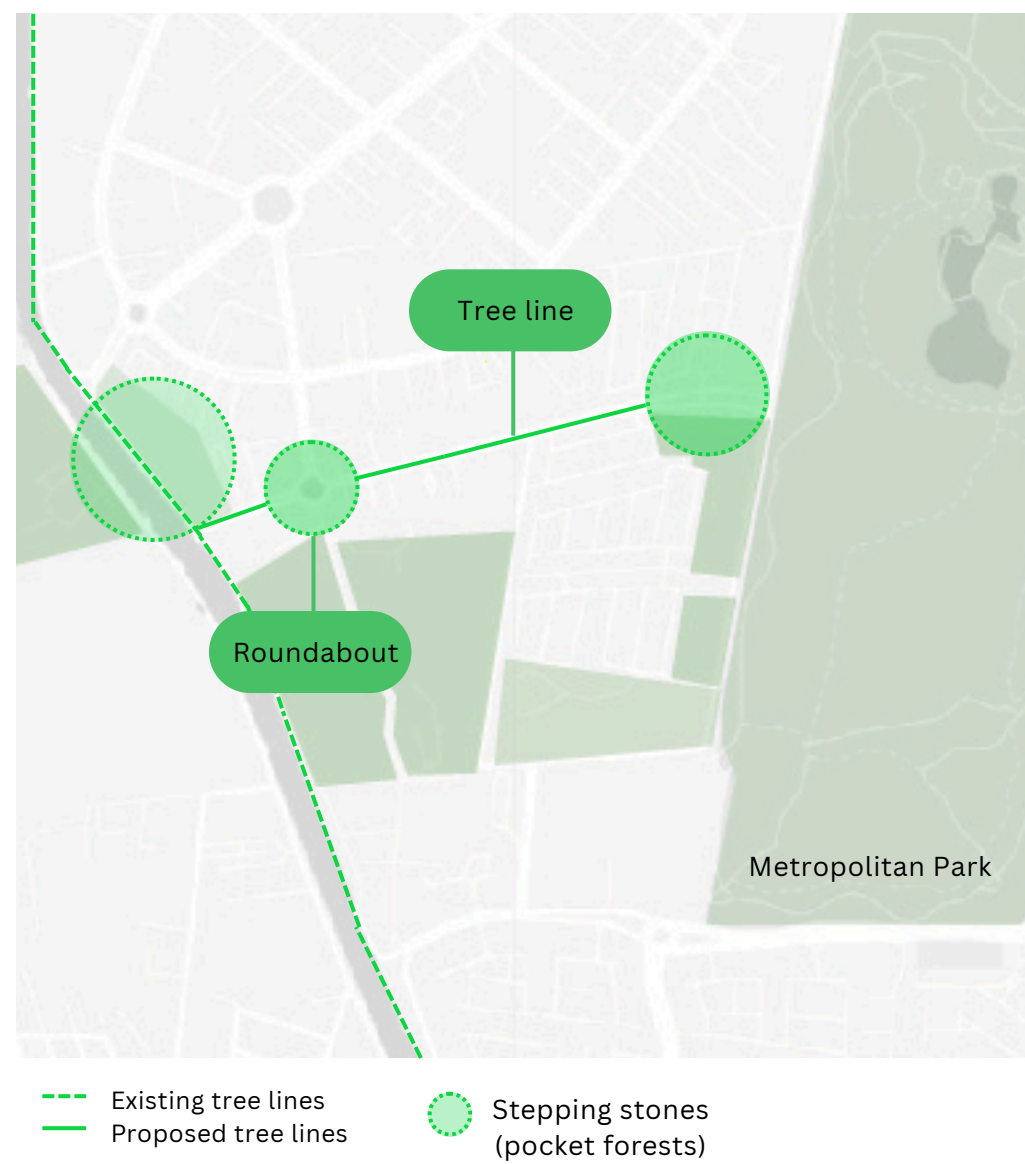 Tree line
Roundabout
Metropolitan Park
Existing tree lines
Proposed tree lines
Stepping stones
(pocket forests)